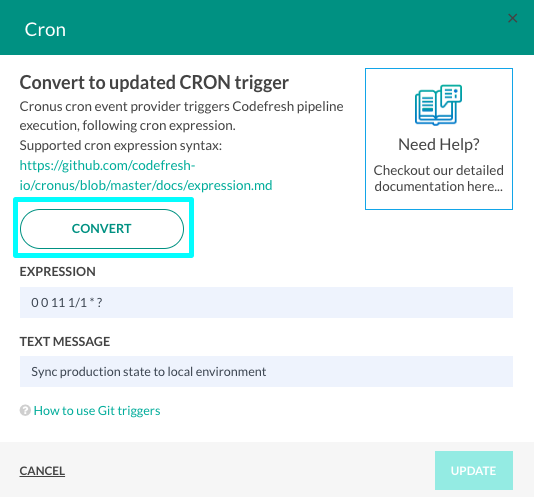 Cron
×
Convert to updated CRON trigger
Cronus cron event provider triggers Codefresh pipeline
execution, following cron expression.
Supported cron expression syntax:
https://github.com/codefresh-
io/cronus/blob/master/docs/expression.md
Need Help?
Checkout our detailed
documentation here...
CONVERT
EXPRESSION
0 0 11 1/1 * ?
TEXT MESSAGE
Sync production state to local environment
? How to use Git triggers
CANCEL
UPDATE